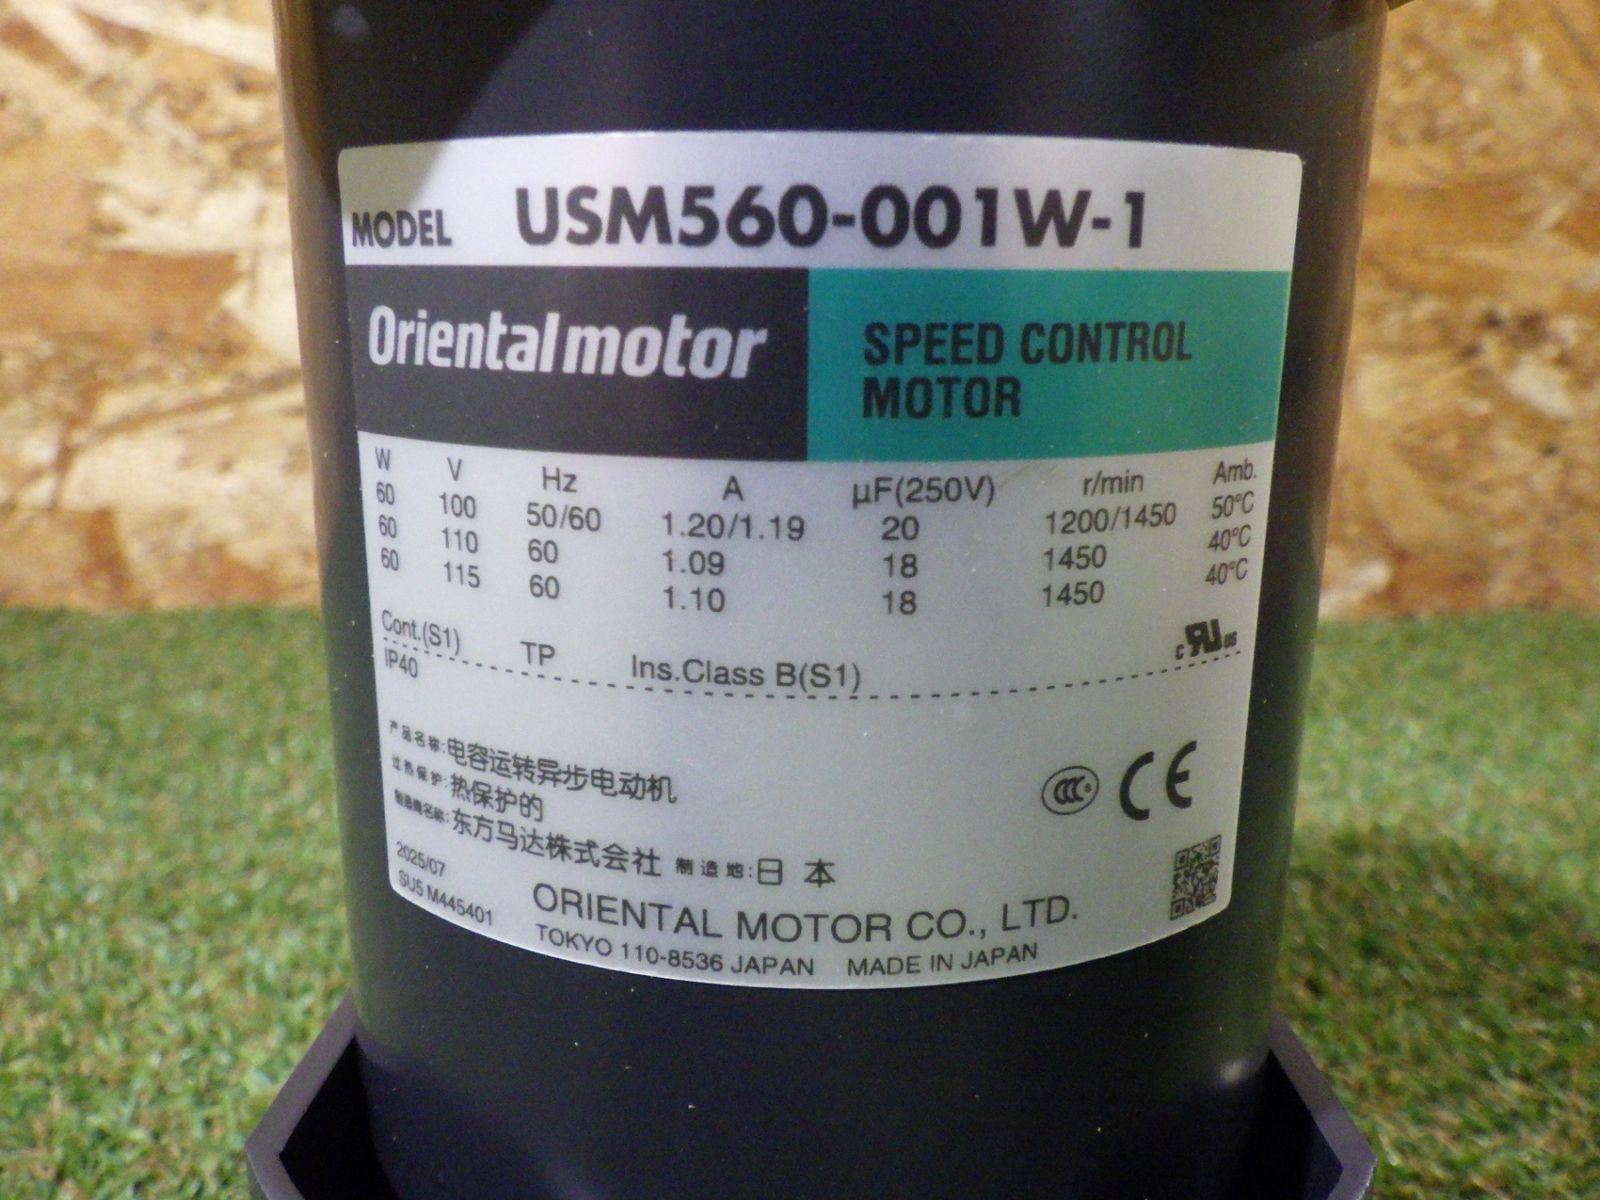 MODEL USM560-001W-1
Orientalmotor
SPEED CONTROL
MOTOR
W V Hz A µF(250V) r/min Amb.
60 100 50/60 1.20/1.19 20 1200/1450 50°C
60 110 60 1.09 18 1450 40°C
60 115 60 1.10 18 1450 40°C
Cont.(S1) TP Ins.Class B(S1) c RU US
IP40
产品名称:电容运转异步电动机
过热保护:热保护的
制造商名称:东方马达株式会社 制造地:日本
CCC S CE
2025/07
SU5 M445401
ORIENTAL MOTOR CO., LTD.
TOKYO 110-8536 JAPAN MADE IN JAPAN